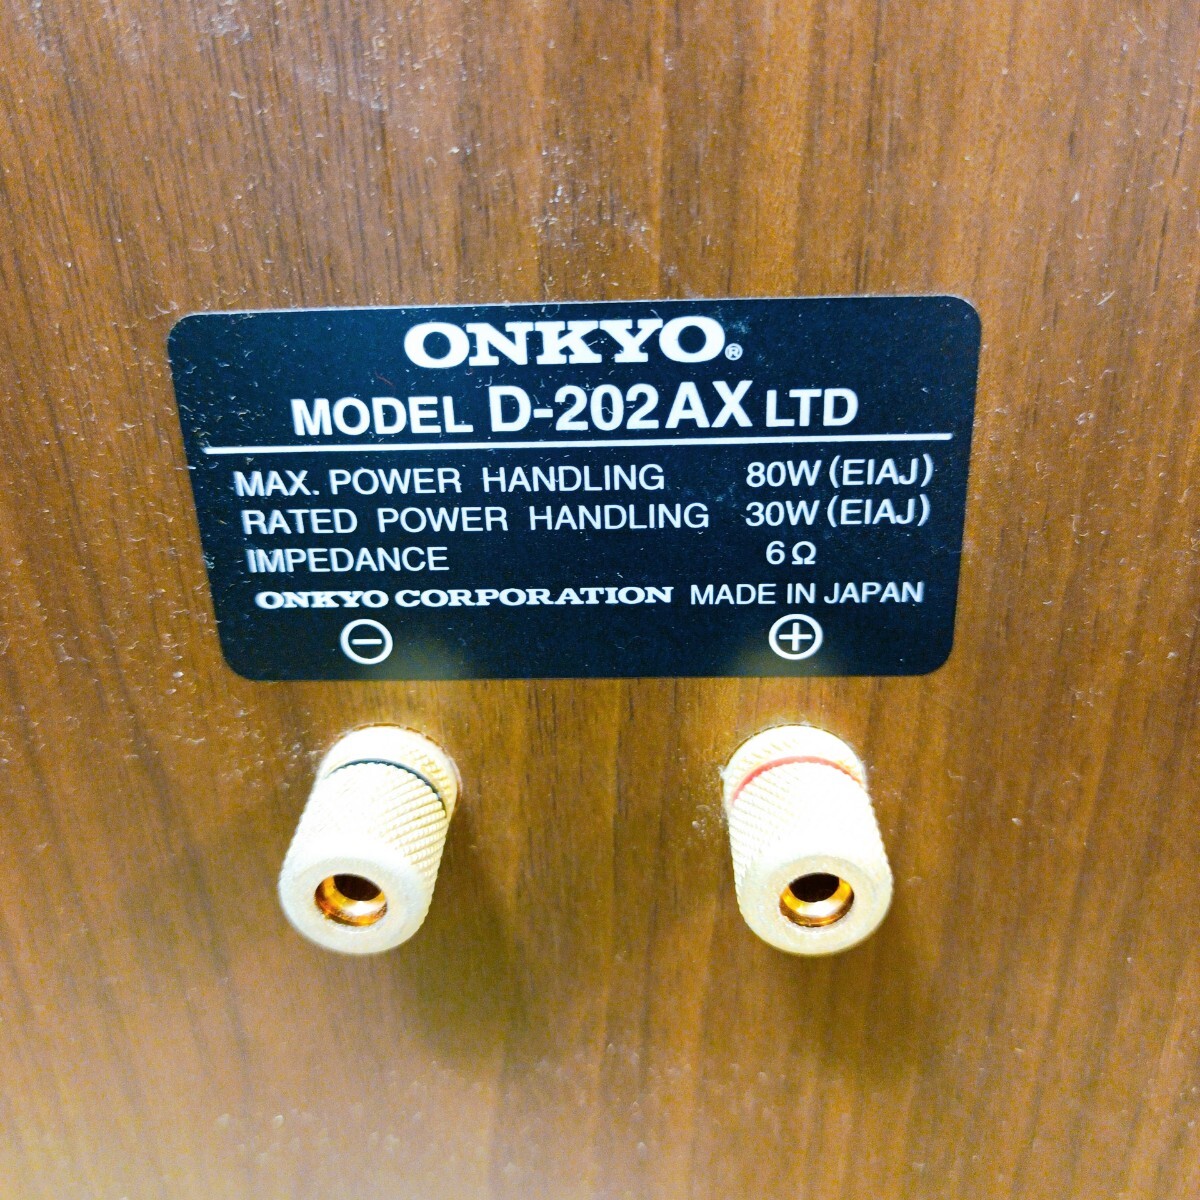 ONKYO®
MODEL D-202AX LTD
MAX. POWER HANDLING 80W (EIAJ)
RATED POWER HANDLING 30W (EIAJ)
IMPEDANCE 6Ω
ONKYO CORPORATION MADE IN JAPAN
⊖ ⊕